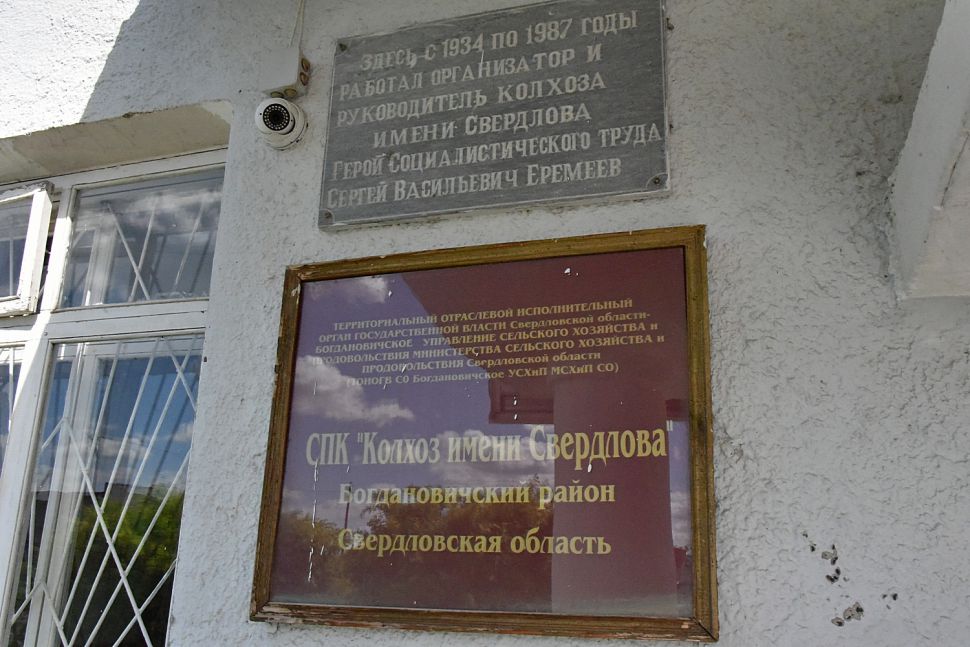 ЗДЕСЬ С 1934 ПО 1987 ГОДЫ
РАБОТАЛ ОРГАНИЗАТОР И
РУКОВОДИТЕЛЬ КОЛХОЗА
ИМЕНИ СВЕРДЛОВА
ГЕРОЙ СОЦИАЛИСТИЧЕСКОГО ТРУДА
СЕРГЕЙ ВАСИЛЬЕВИЧ ЕРЕМЕЕВ
ТЕРРИТОРИАЛЬНЫЙ ОТРАСЛЕВОЙ ИСПОЛНИТЕЛЬНЫЙ
ОРГАН ГОСУДАРСТВЕННОЙ ВЛАСТИ Свердловской области-
БОГДАНОВИЧСКОЕ УПРАВЛЕНИЕ СЕЛЬСКОГО ХОЗЯЙСТВА И
ПРОДОВОЛЬСТВИЯ МИНИСТЕРСТВА СЕЛЬСКОГО ХОЗЯЙСТВА И
ПРОДОВОЛЬСТВИЯ Свердловской области
(ТОИОГВ СО Богдановичское УСХиП МСХиП СО)
СПК "Колхоз имени Свердлова"
Богдановичский район
Свердловская область